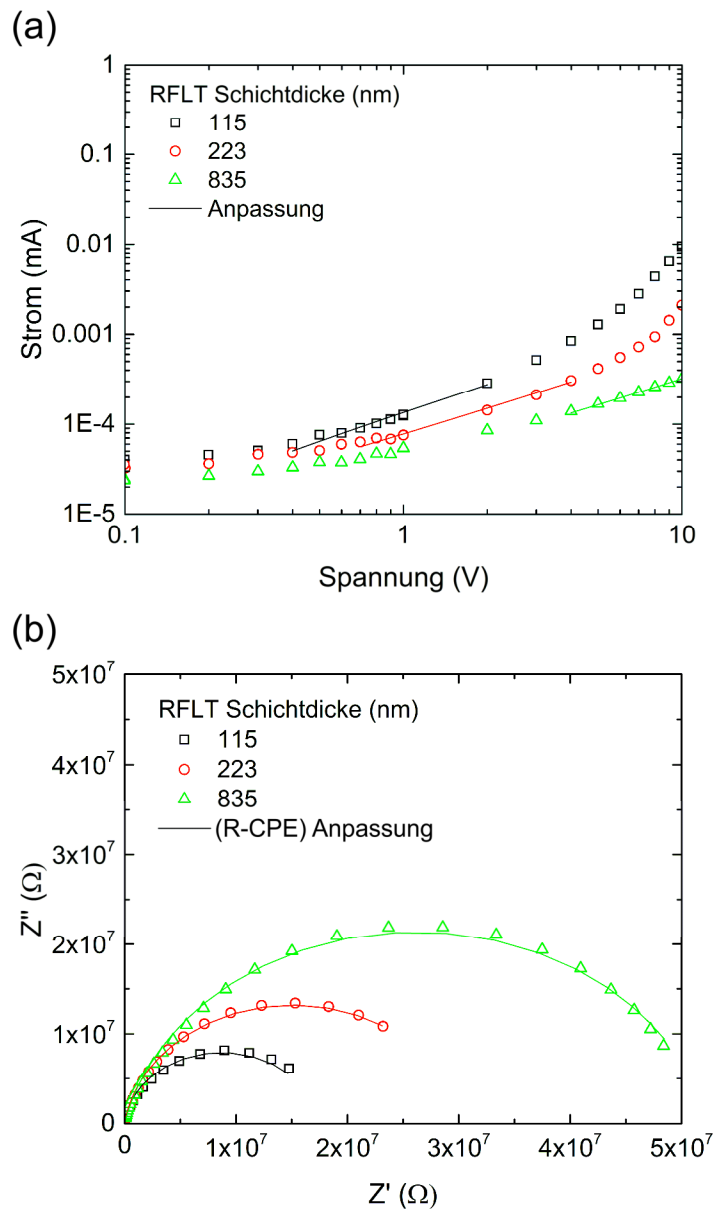 (a)
1
0.1
0.01
0.001
1E-4
1E-5
Strom (mA)
RFLT Schichtdicke (nm)
115
223
835
Anpassung
0.1
1
10
Spannung (V)
(b)
5x10⁷
4x10⁷
3x10⁷
2x10⁷
1x10⁷
0
Z'' (Ω)
RFLT Schichtdicke (nm)
115
223
835
(R-CPE) Anpassung
0
1x10⁷
2x10⁷
3x10⁷
4x10⁷
5x10⁷
Z' (Ω)